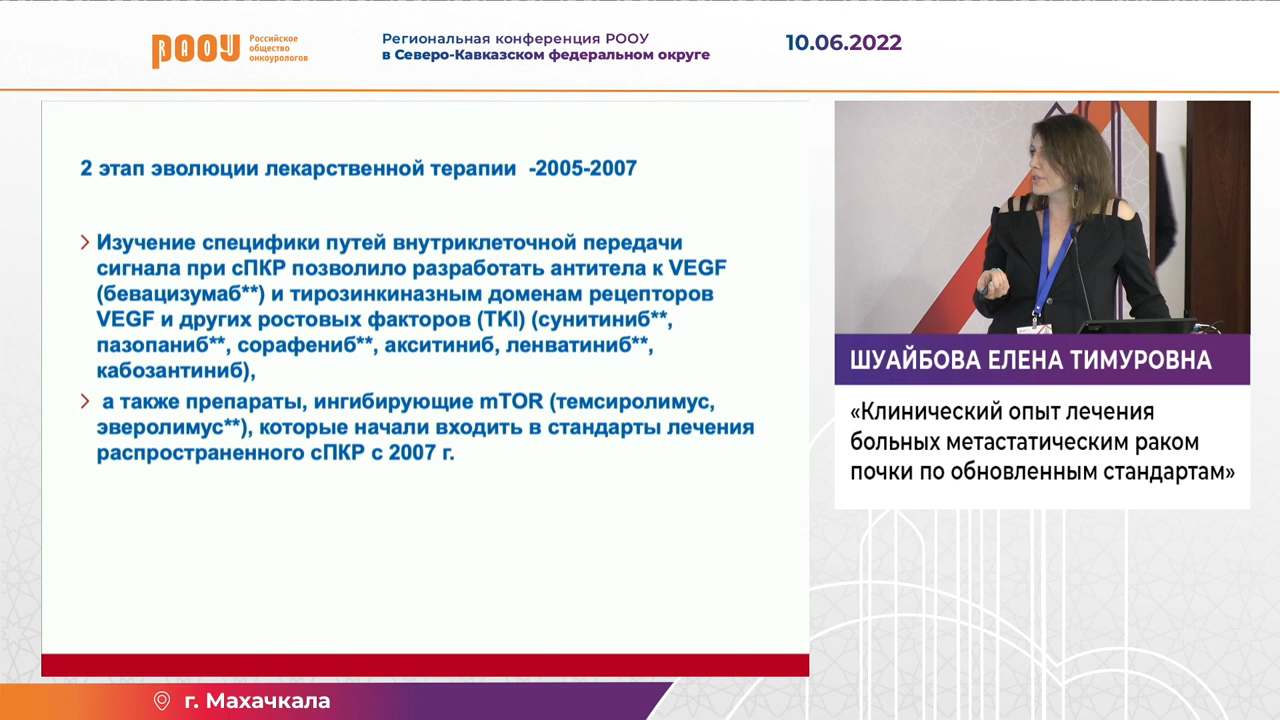 РООУ
Российское
общество
онкоурологов
Региональная конференция РООУ
в Северо-Кавказском федеральном округе
10.06.2022
2 этап эволюции лекарственной терапии -2005-2007
Изучение специфики путей внутриклеточной передачи
сигнала при сПКР позволило разработать антитела к VEGF
(бевацизумаб**) и тирозинкиназным доменам рецепторов
VEGF и других ростовых факторов (TKI) (сунитиниб**,
пазопаниб**, сорафениб**, акситиниб, ленватиниб**,
кабозантиниб),
а также препараты, ингибирующие mTOR (темсиролимус,
эверолимус**), которые начали входить в стандарты лечения
распространенного сПКР с 2007 г.
ШУАЙБОВА ЕЛЕНА ТИМУРОВНА
«Клинический опыт лечения
больных метастатическим раком
почки по обновленным стандартам»
г. Махачкала